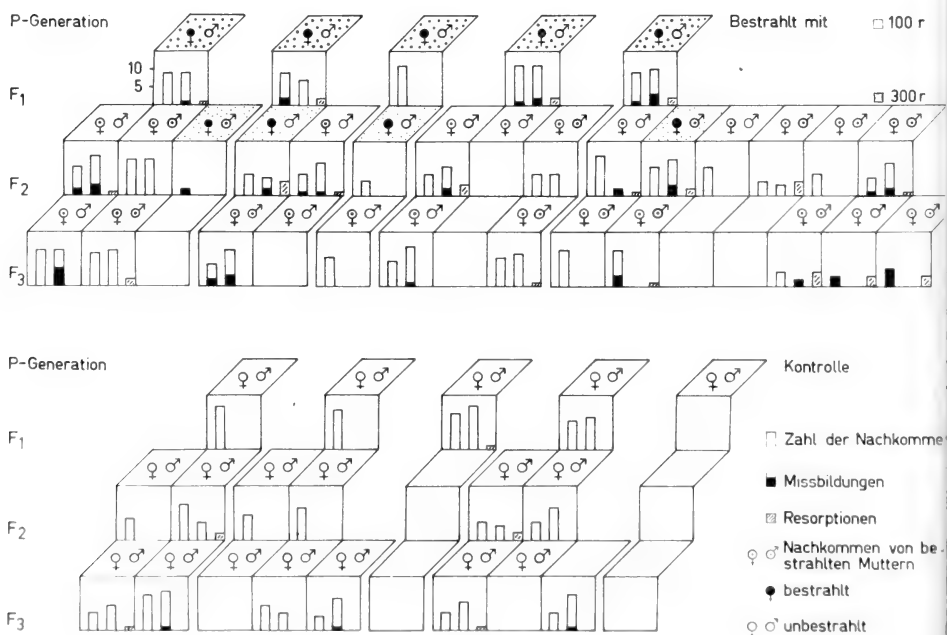 P-Generation
Bestrahlt mit
100 r
10
5
F1
300 r
F2
F3
P-Generation
Kontrolle
F1
Zahl der Nachkomme
Missbildungen
F2
Resorptionen
Nachkommen von be-
strahlten Muttern
bestrahlt
F3
unbestrahlt